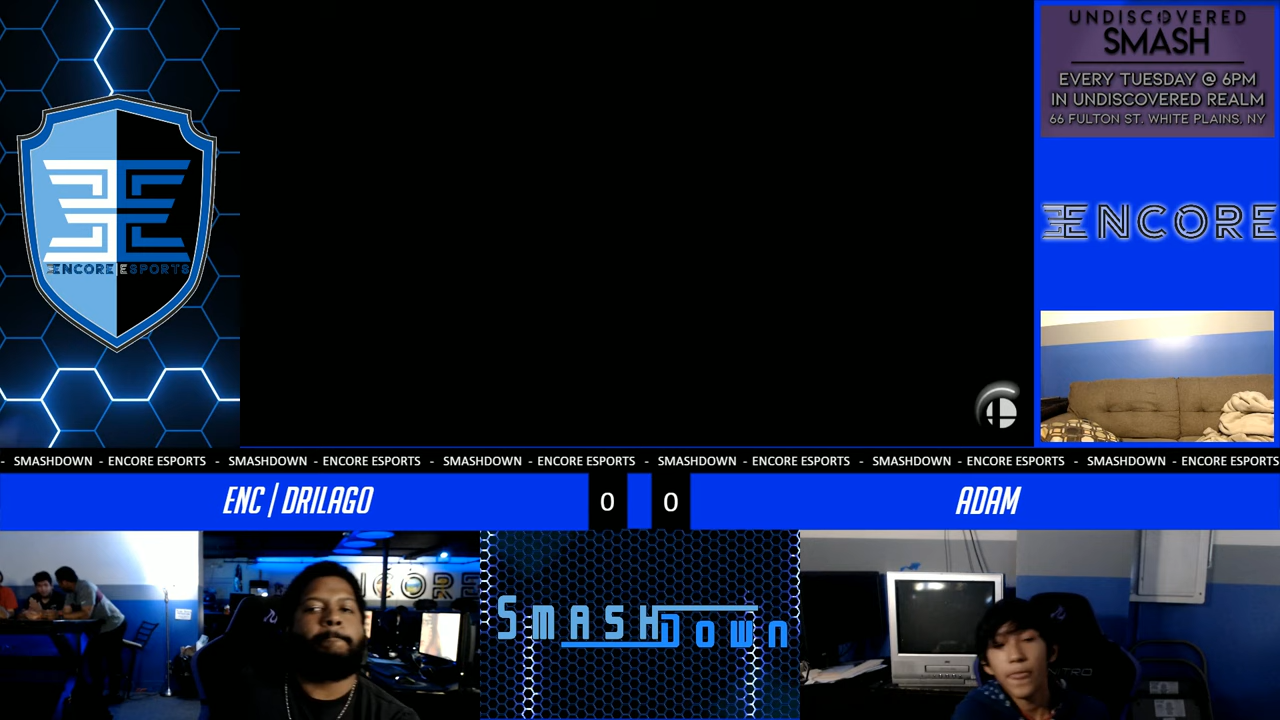 UNDISCOVERED
SMASH
EVERY TUESDAY @ 6PM
IN UNDISCOVERED REALM
66 FULTON ST. WHITE PLAINS, NY
ENCORE
ENCORE ESPORTS
- SMASHDOWN - ENCORE ESPORTS - SMASHDOWN - ENCORE ESPORTS - SMASHDOWN - ENCORE ESPORTS - SMASHDOWN - ENCORE ESPORTS - SMASHDOWN - ENCORE ESPORTS - SMASHDOWN - ENCORE ESPORTS
ENC | DRILAGO 0 0 ADAM
SMASH
DOWN